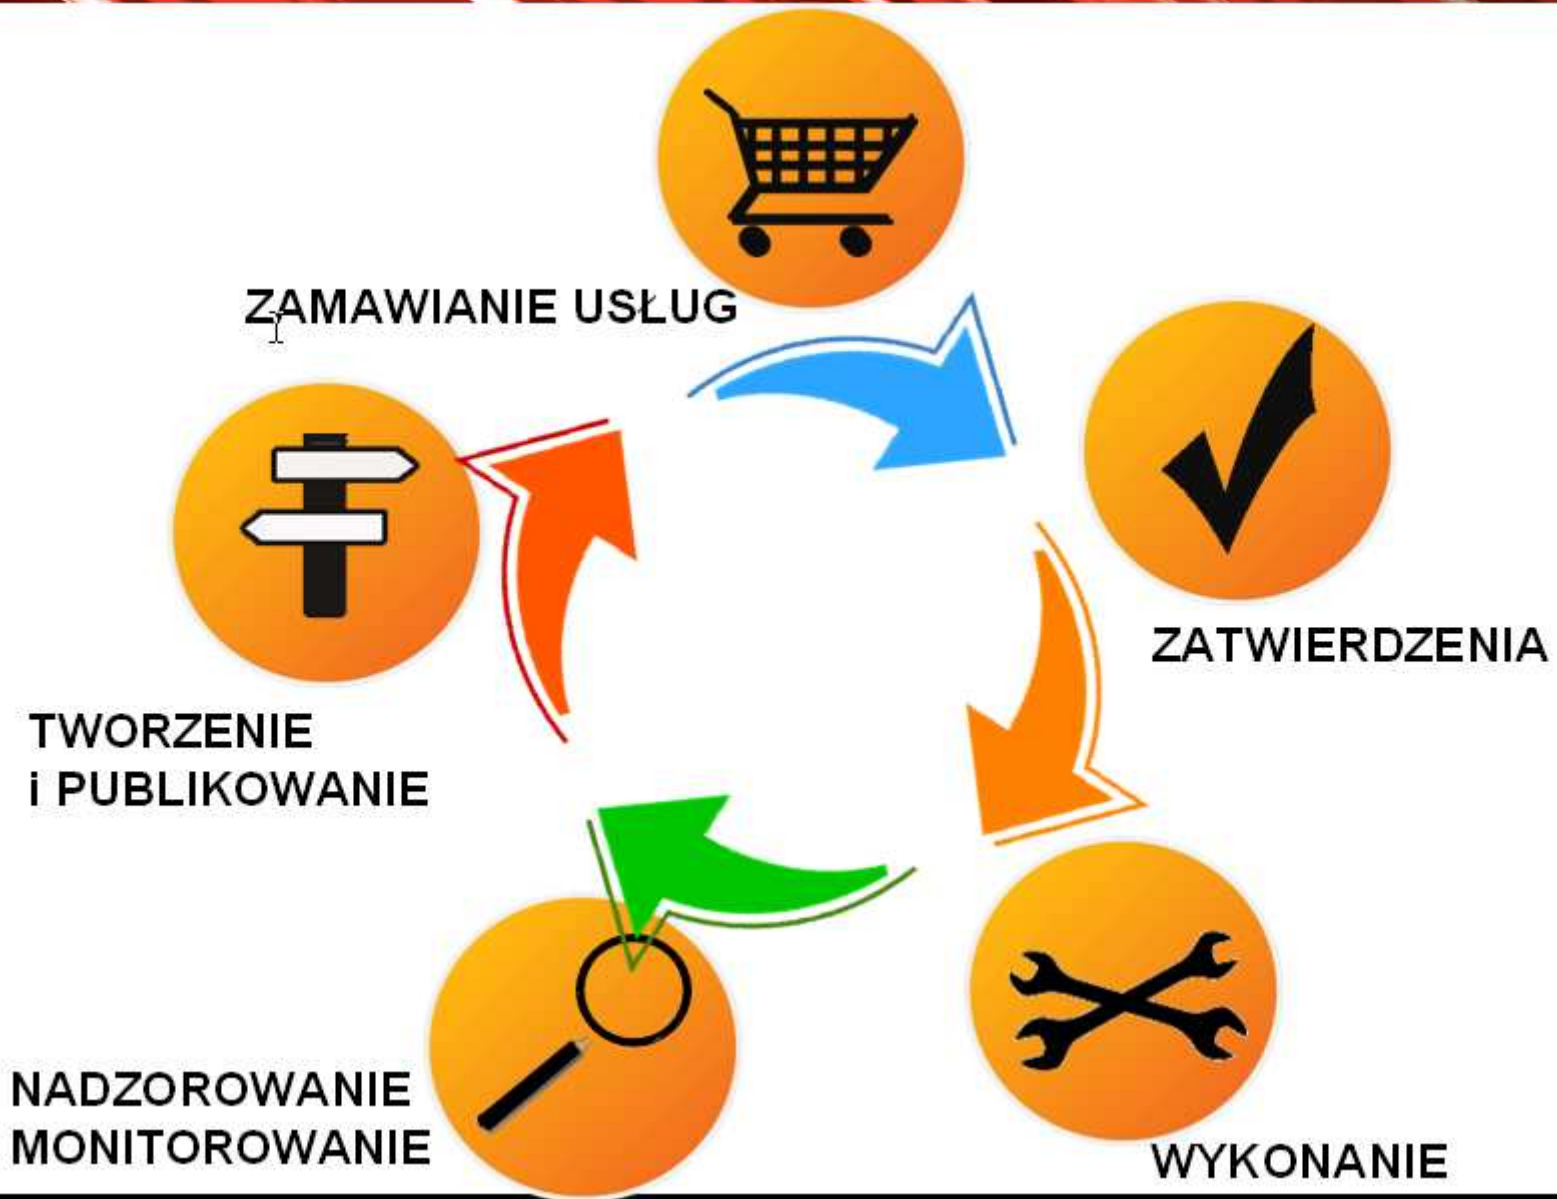 ZAMAWIANIE USŁUG
ZATWIERDZENIA
TWORZENIE
i PUBLIKOWANIE
NADZOROWANIE
MONITOROWANIE
WYKONANIE